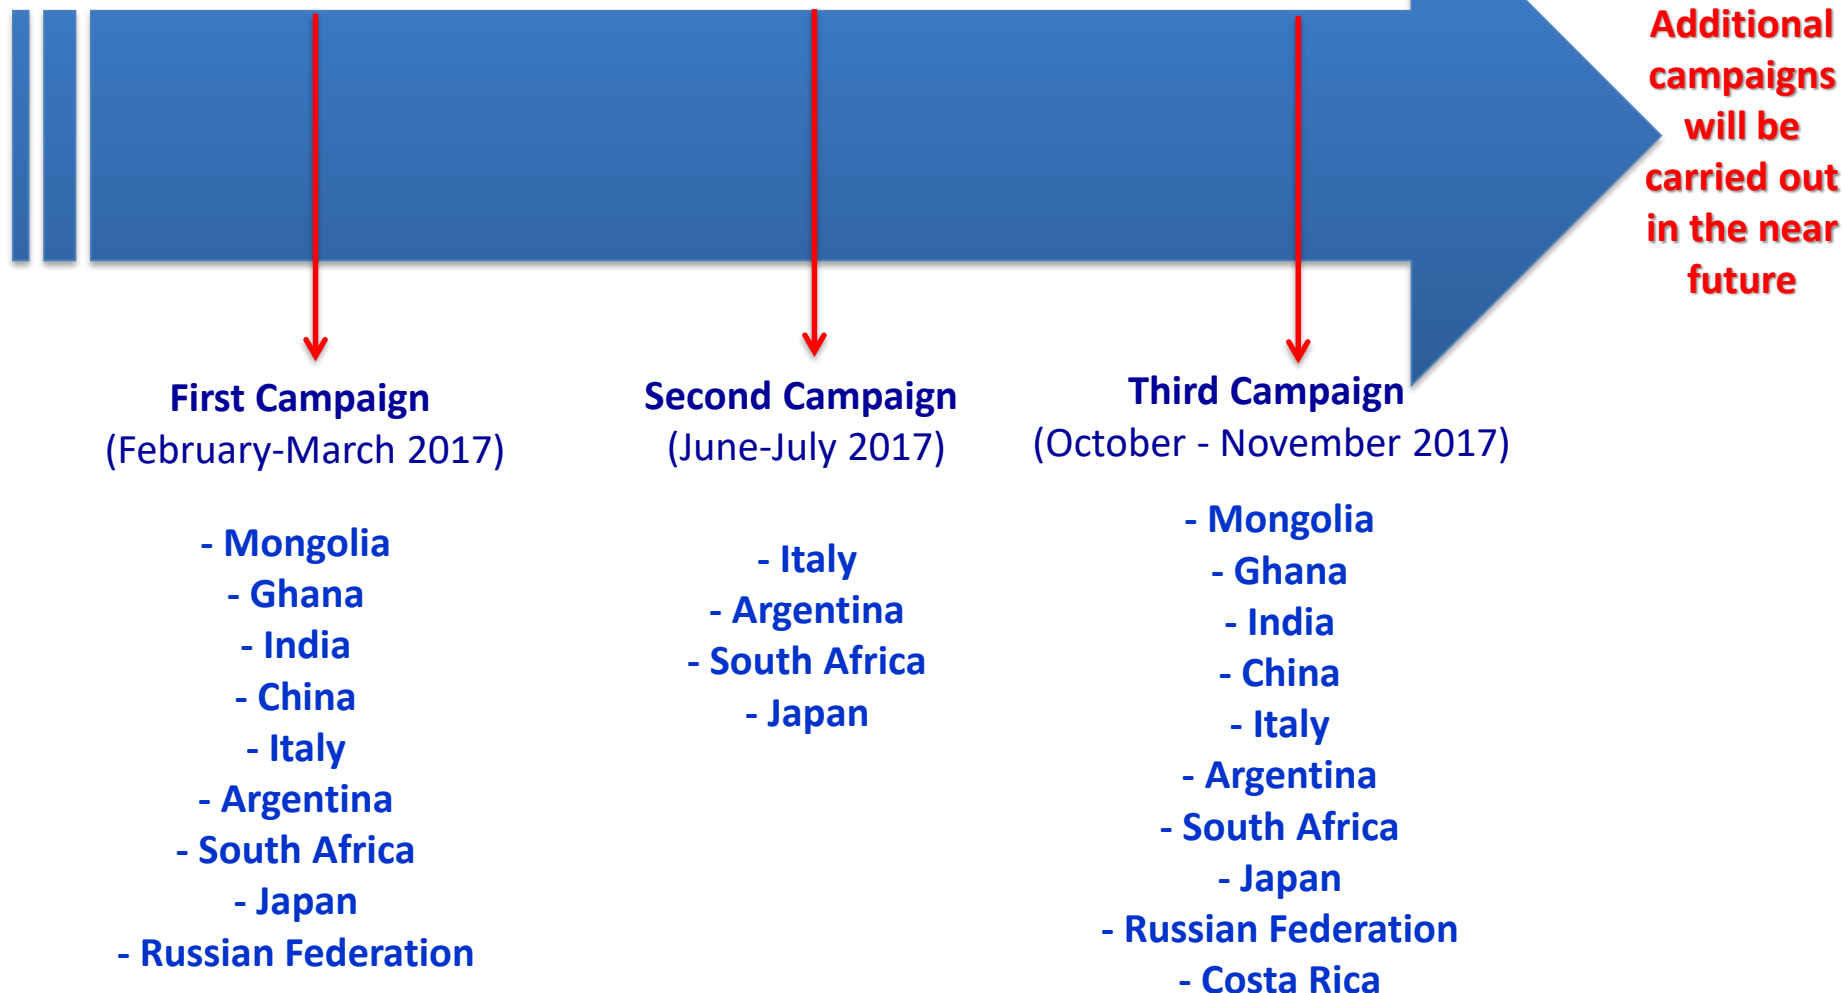 Additional
campaigns
will be
carried out
in the near
future
First Campaign
(February-March 2017)
- Mongolia
- Ghana
- India
- China
- Italy
- Argentina
- South Africa
- Japan
- Russian Federation
Second Campaign
(June-July 2017)
- Italy
- Argentina
- South Africa
- Japan
Third Campaign
(October - November 2017)
- Mongolia
- Ghana
- India
- China
- Italy
- Argentina
- South Africa
- Japan
- Russian Federation
- Costa Rica